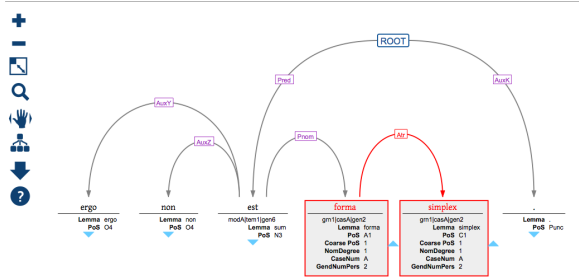 ROOT
Pred
AuxK
AuxY
AuxZ
Pnom
Atr
ergo non est forma simplex .
modA|tem1|gen6 grn1|casA|gen2 grn1|casA|gen2
Lemma ergo Lemma non Lemma sum Lemma forma Lemma simplex Lemma .
PoS O4 PoS O4 PoS N3 PoS A1 PoS C1 PoS Punc
Coarse PoS 1 Coarse PoS 1
NomDegree 1 NomDegree 1
CaseNum A CaseNum A
GendNumPers 2 GendNumPers 2
?